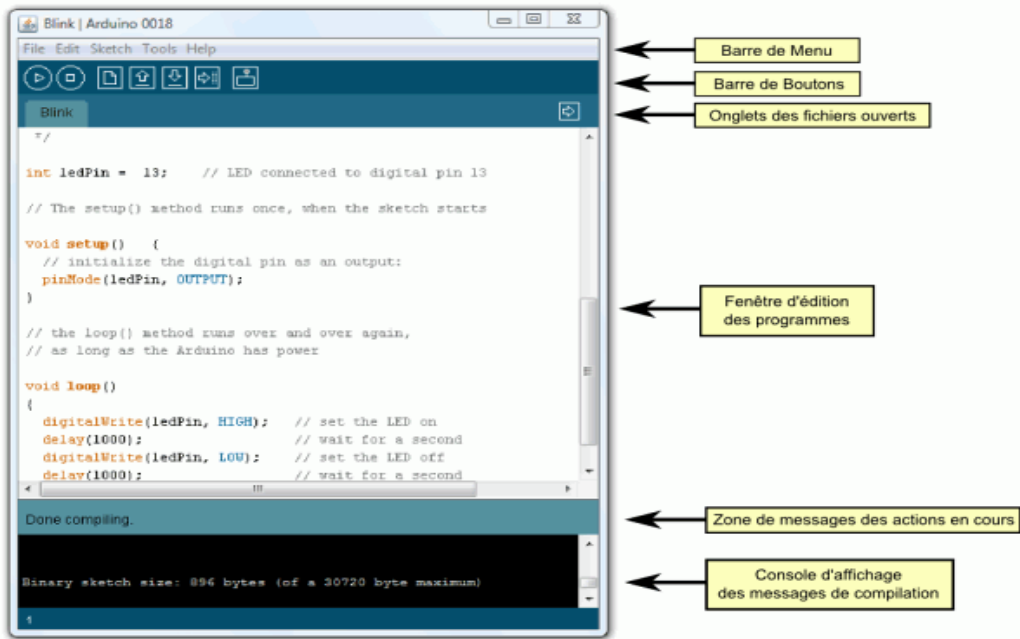 Blink | Arduino 0018
File Edit Sketch Tools Help
Barre de Menu
Barre de Boutons
Blink
Onglets des fichiers ouverts
*/
int ledPin = 13; // LED connected to digital pin 13
// The setup() method runs once, when the sketch starts
void setup() {
// initialize the digital pin as an output:
pinMode(ledPin, OUTPUT);
}
Fenêtre d'édition
des programmes
// the loop() method runs over and over again,
// as long as the Arduino has power
void loop()
{
digitalWrite(ledPin, HIGH); // set the LED on
delay(1000); // wait for a second
digitalWrite(ledPin, LOW); // set the LED off
delay(1000); // wait for a second
Done compiling.
Zone de messages des actions en cours
Binary sketch size: 896 bytes (of a 30720 byte maximum)
Console d'affichage
des messages de compilation
1